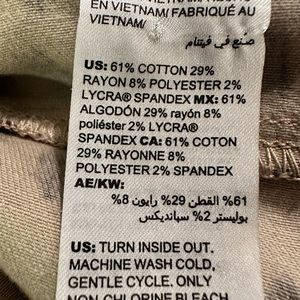 EN VIETNAM/ FABRIQUÉ AU
VIETNAM/
صُنع في فيتنام
US: 61% COTTON 29%
RAYON 8% POLYESTER 2%
LYCRA® SPANDEX MX: 61%
ALGODÓN 29% rayón 8%
poliéster 2% LYCRA®
SPANDEX CA: 61% COTON
29% RAYONNE 8%
POLYESTER 2% SPANDEX
AE/KW:
61% القطن 29% رايون 8%
بوليستر 2% سبانديكس
US: TURN INSIDE OUT.
MACHINE WASH COLD,
GENTLE CYCLE. ONLY
NON-CHLORINE BLEACH